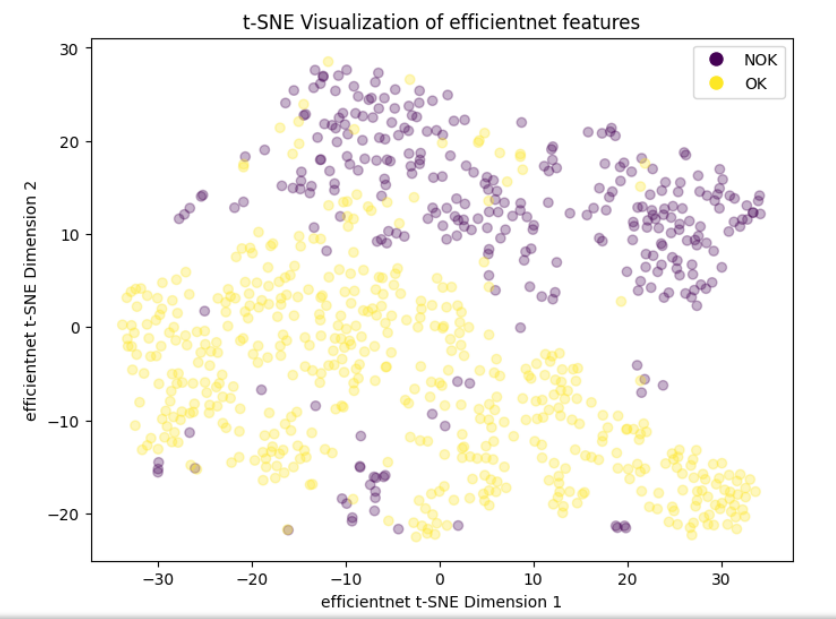 t-SNE Visualization of efficientnet features
NOK
OK
30
20
10
0
−10
−20
efficientnet t-SNE Dimension 2
−30
−20
−10
0
10
20
30
efficientnet t-SNE Dimension 1